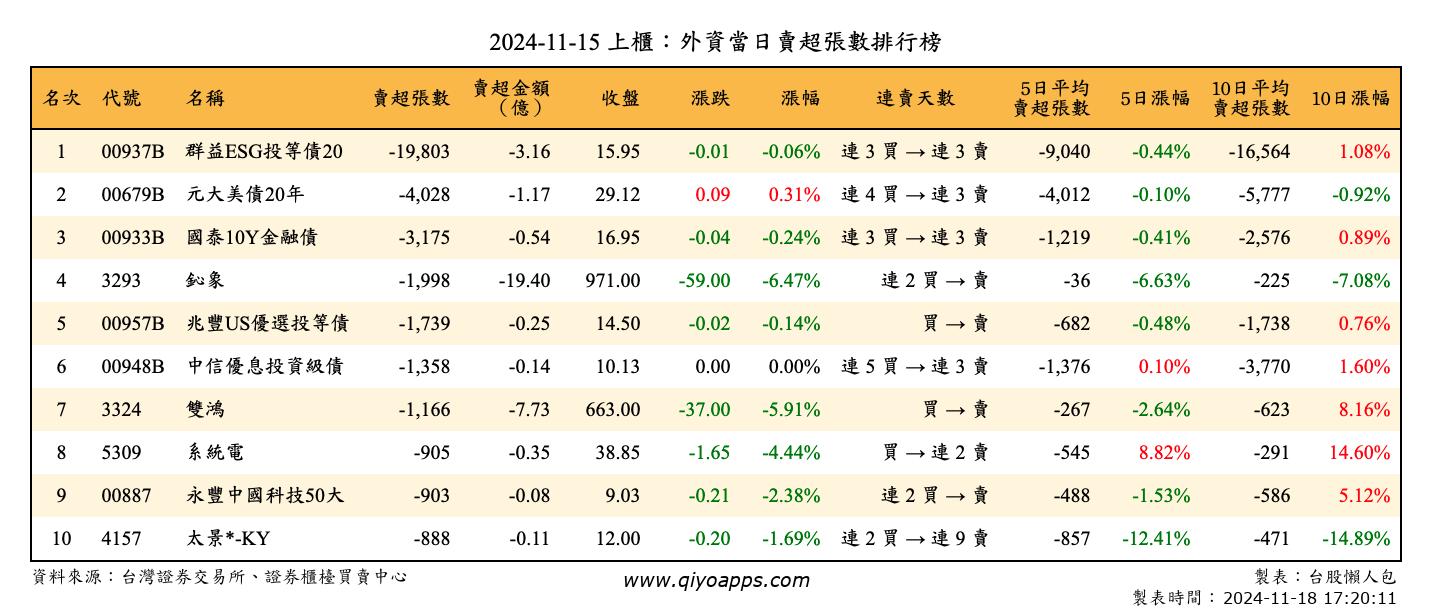 2024-11-15 上櫃：外資當日賣超張數排行榜
名次 代號 名稱 賣超張數 賣超金額（億） 收盤 漲跌 漲幅 連賣天數 5日平均賣超張數 5日漲幅 10日平均賣超張數 10日漲幅
1 00937B 群益ESG投等債20 -19,803 -3.16 15.95 -0.01 -0.06% 連 3 買 → 連 3 賣 -9,040 -0.44% -16,564 1.08%
2 00679B 元大美債20年 -4,028 -1.17 29.12 0.09 0.31% 連 4 買 → 連 3 賣 -4,012 -0.10% -5,777 -0.92%
3 00933B 國泰10Y金融債 -3,175 -0.54 16.95 -0.04 -0.24% 連 3 買 → 連 3 賣 -1,219 -0.41% -2,576 0.89%
4 3293 鈊象 -1,998 -19.40 971.00 -59.00 -6.47% 連 2 買 → 賣 -36 -6.63% -225 -7.08%
5 00957B 兆豐US優選投等債 -1,739 -0.25 14.50 -0.02 -0.14% 買 → 賣 -682 -0.48% -1,738 0.76%
6 00948B 中信優息投資級債 -1,358 -0.14 10.13 0.00 0.00% 連 5 買 → 連 3 賣 -1,376 0.10% -3,770 1.60%
7 3324 雙鴻 -1,166 -7.73 663.00 -37.00 -5.91% 買 → 賣 -267 -2.64% -623 8.16%
8 5309 系統電 -905 -0.35 38.85 -1.65 -4.44% 買 → 連 2 賣 -545 8.82% -291 14.60%
9 00887 永豐中國科技50大 -903 -0.08 9.03 -0.21 -2.38% 連 2 買 → 賣 -488 -1.53% -586 5.12%
10 4157 太景*-KY -888 -0.11 12.00 -0.20 -1.69% 連 2 買 → 連 9 賣 -857 -12.41% -471 -14.89%
資料來源：台灣證券交易所、證券櫃檯買賣中心 www.qiyoapps.com 製表：台股懶人包
製表時間：2024-11-18 17:20:11